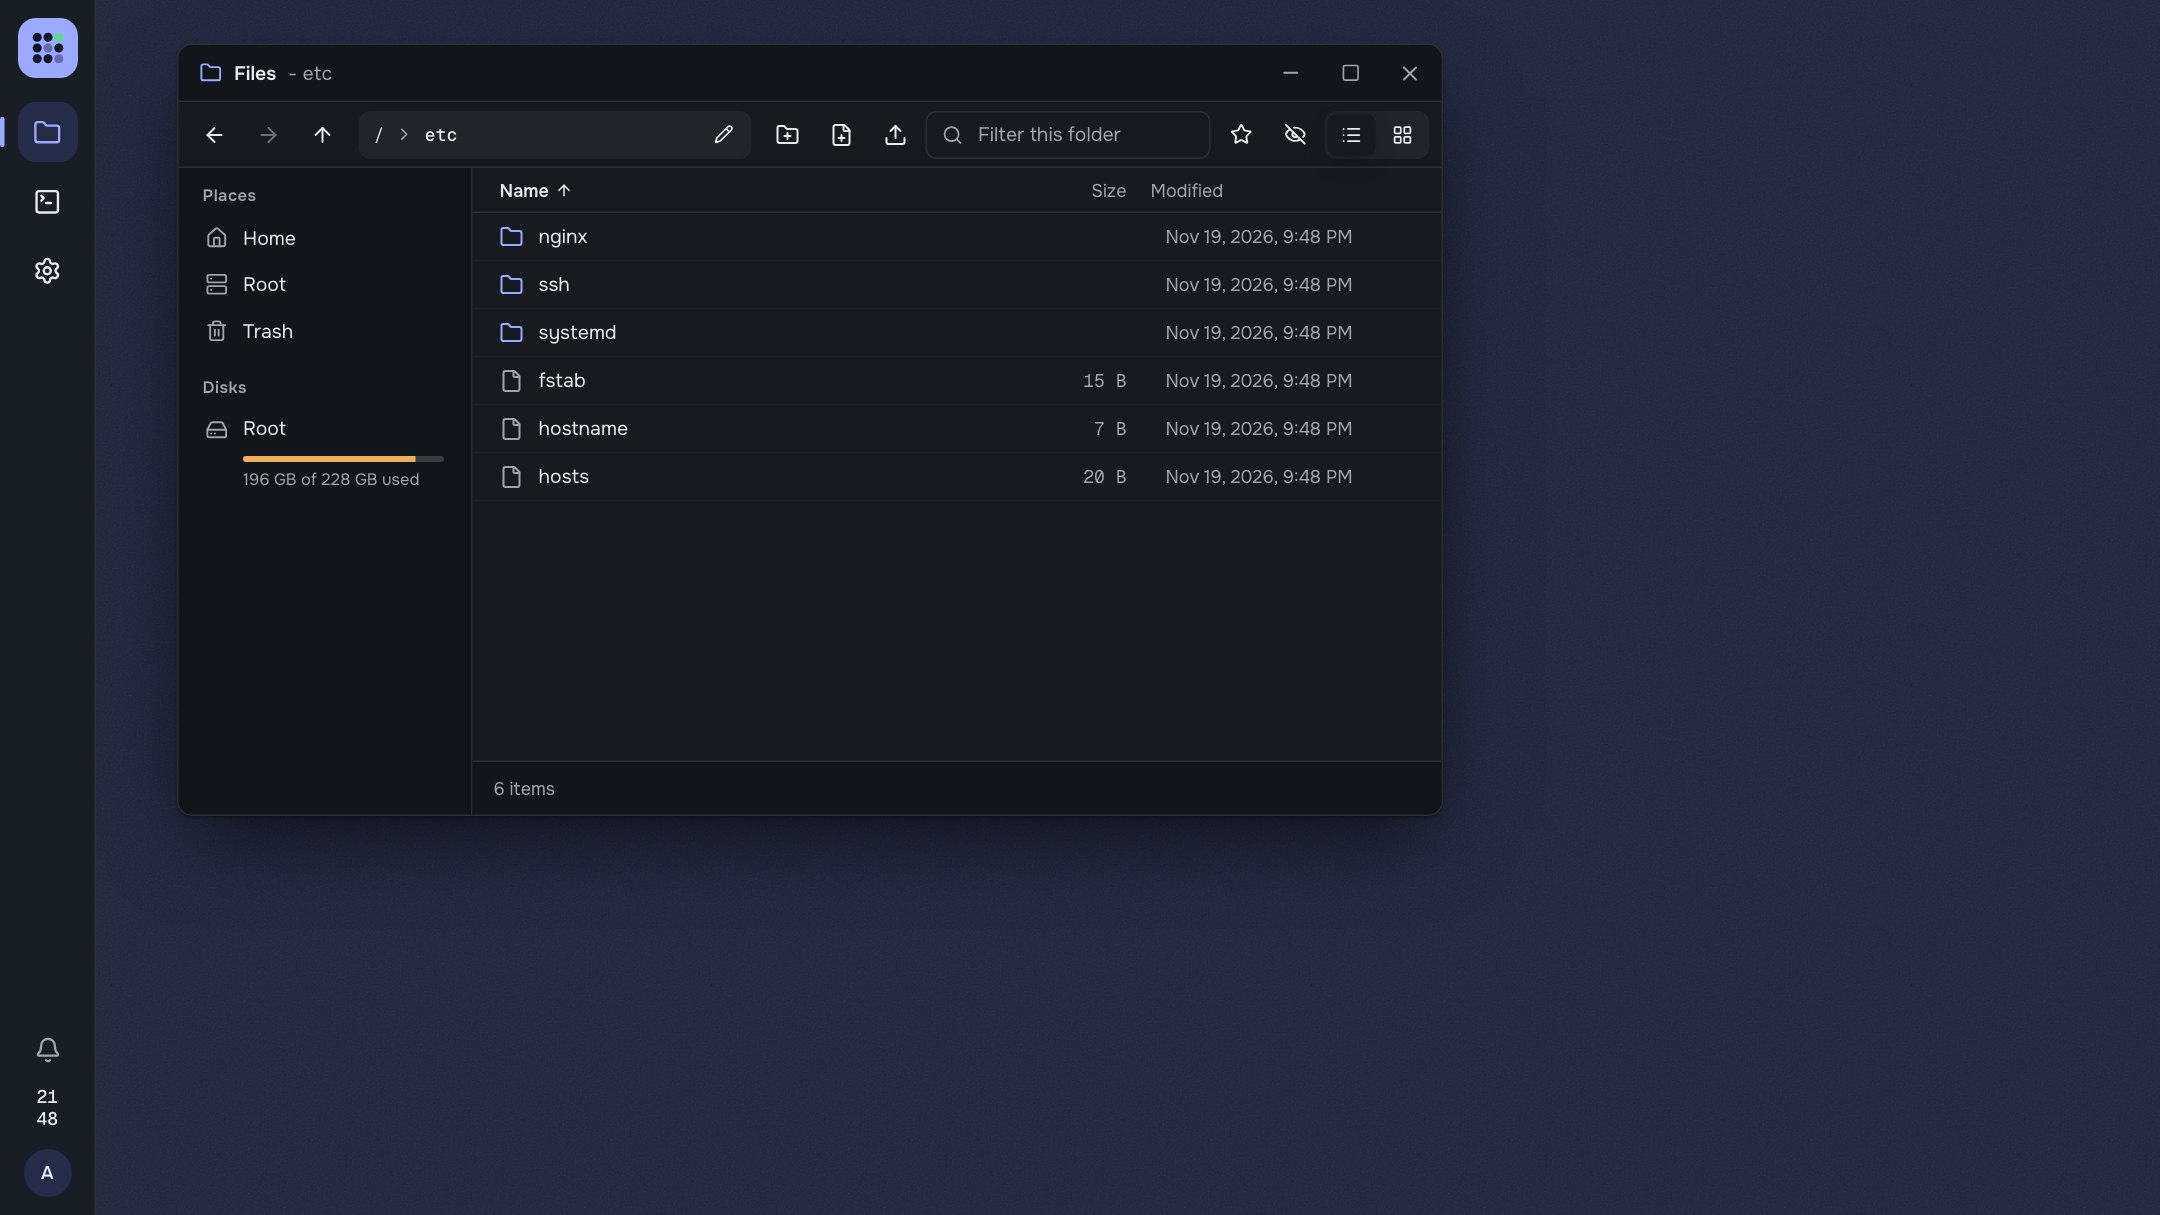 Files - etc
/ > etc
Filter this folder
Places
Home
Root
Trash
Disks
Root
196 GB of 228 GB used
Name Size Modified
nginx Nov 19, 2026, 9:48 PM
ssh Nov 19, 2026, 9:48 PM
systemd Nov 19, 2026, 9:48 PM
fstab 15 B Nov 19, 2026, 9:48 PM
hostname 7 B Nov 19, 2026, 9:48 PM
hosts 20 B Nov 19, 2026, 9:48 PM
6 items
21
48
A